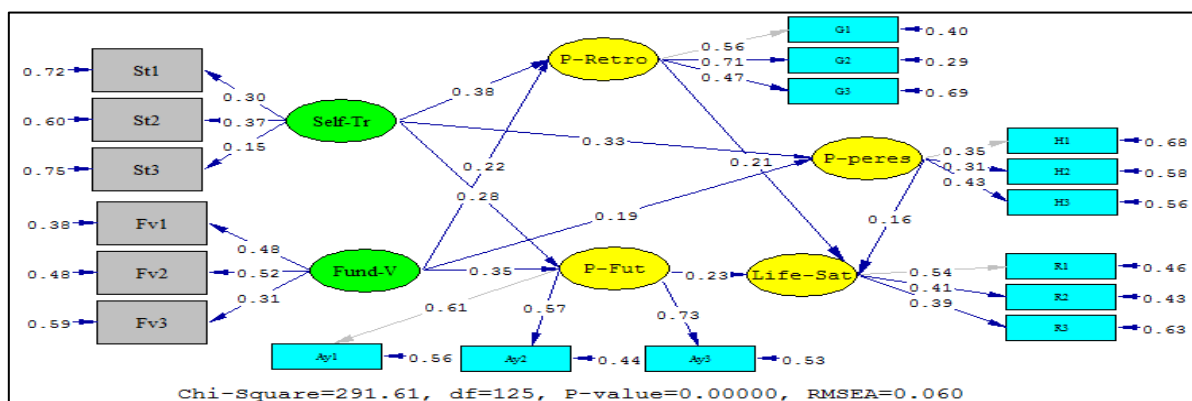 G1
0.40
0.56
P-Retro
0.71
G2
0.29
0.47
G3
0.69
0.72
St1
0.30
0.38
0.60
St2
0.37
Self-Tr
0.33
0.15
0.75
St3
0.22
0.21
P-peres
0.35
H1
0.68
0.31
H2
0.58
0.43
H3
0.56
0.28
0.19
0.16
0.38
Fv1
0.48
0.48
Fv2
0.52
Fund-V
0.35
P-Fut
0.23
Life-Sat
0.54
R1
0.46
0.41
R2
0.43
0.39
R3
0.63
0.31
0.59
Fv3
0.61
0.57
0.73
Ay1
0.56
Ay2
0.44
Ay3
0.53
Chi-Square=291.61, df=125, P-value=0.00000, RMSEA=0.060